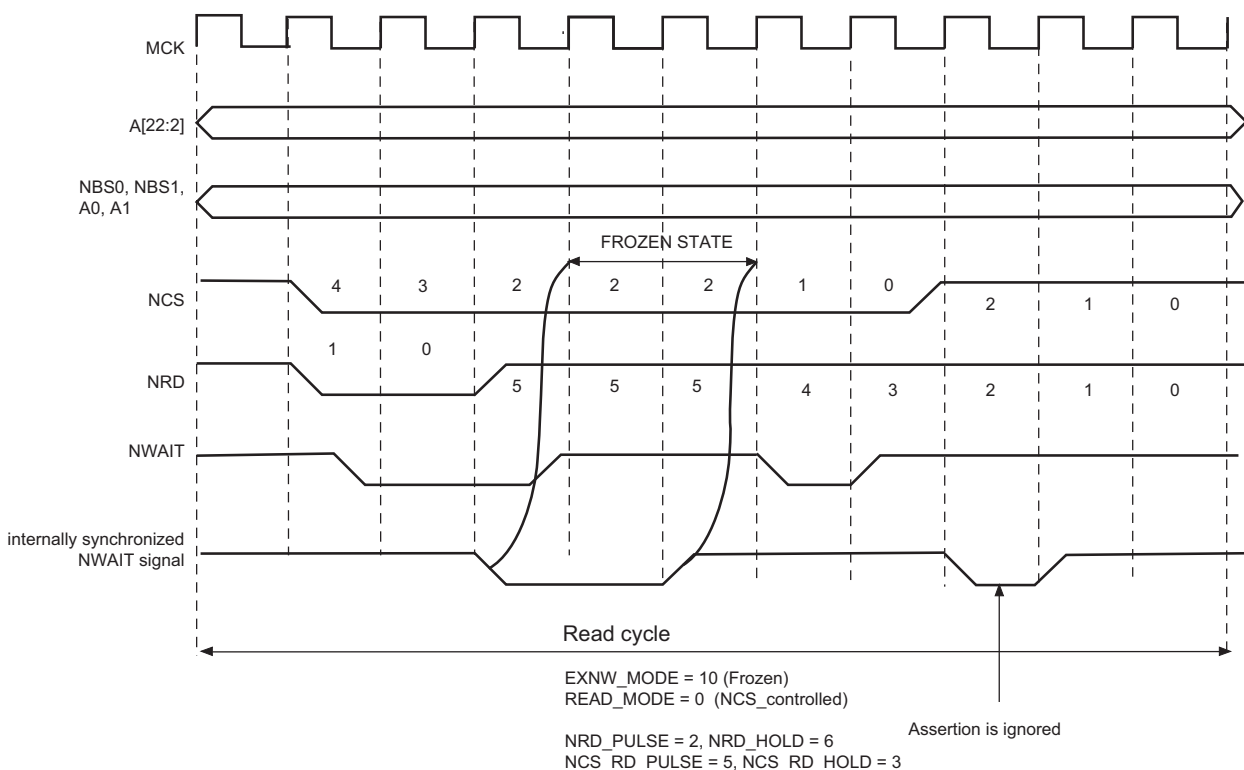 MCK
A[22:2]
NBS0, NBS1,
A0, A1
FROZEN STATE
4 3 2 2 2 1 0
NCS
2 1 0
1 0
NRD
5 5 5 4 3 2 1 0
NWAIT
internally synchronized
NWAIT signal
Read cycle
EXNW_MODE = 10 (Frozen)
READ_MODE = 0 (NCS_controlled)
Assertion is ignored
NRD_PULSE = 2, NRD_HOLD = 6
NCS_RD_PULSE = 5, NCS_RD_HOLD = 3